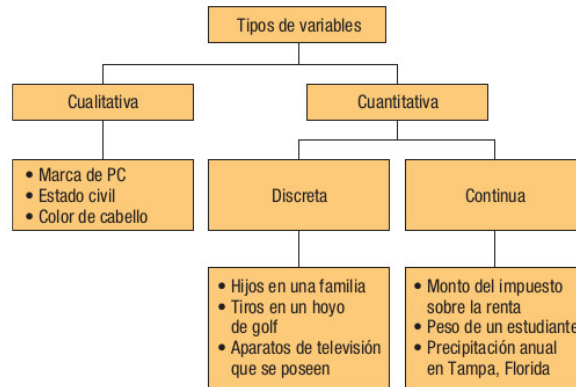 Tipos de variables
Cualitativa
Cuantitativa
• Marca de PC
• Estado civil
• Color de cabello
Discreta
Continua
• Hijos en una familia
• Tiros en un hoyo
de golf
• Aparatos de televisión
que se poseen
• Monto del impuesto
sobre la renta
• Peso de un estudiante
• Precipitación anual
en Tampa, Florida